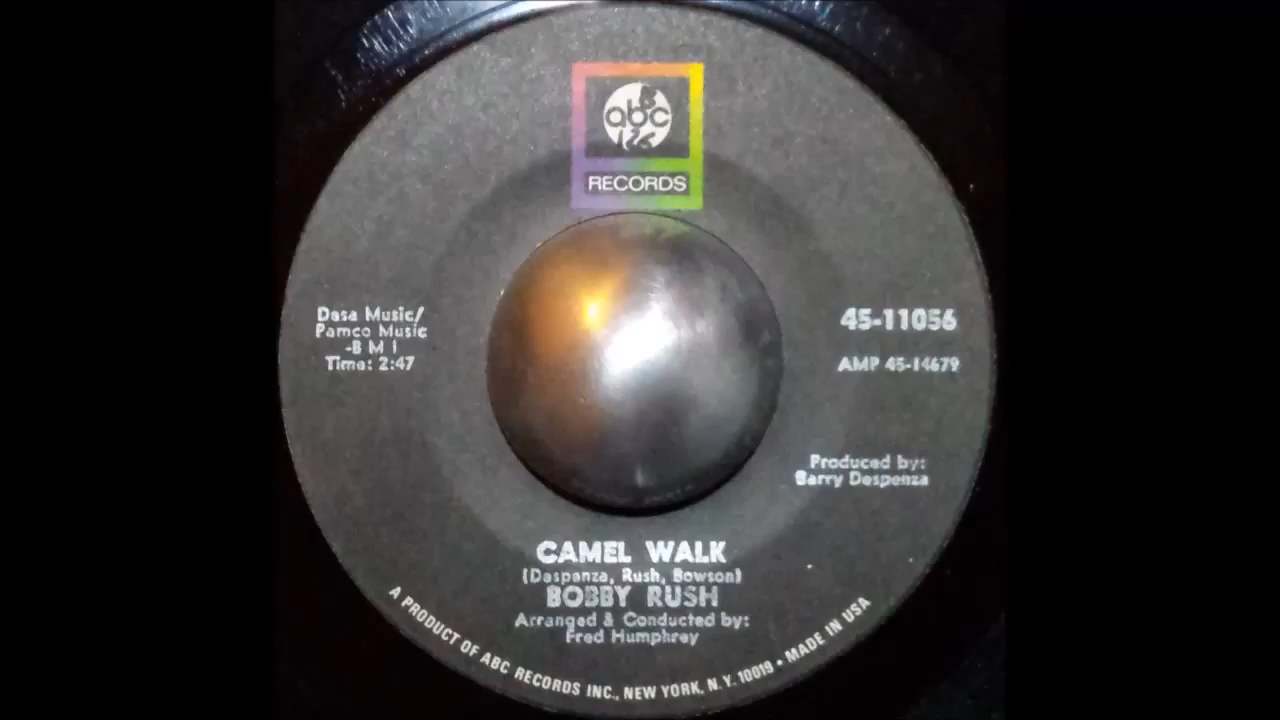 abc
RECORDS
Dasa Music/
Pamco Music
-B M I
Time: 2:47
45-11056
AMP 45-14679
Produced by:
Barry Despenza
CAMEL WALK
(Despenza, Rush, Bowson)
BOBBY RUSH
Arranged & Conducted by:
Fred Humphrey
A PRODUCT OF ABC RECORDS INC., NEW YORK, N.Y. 10019 • MADE IN USA